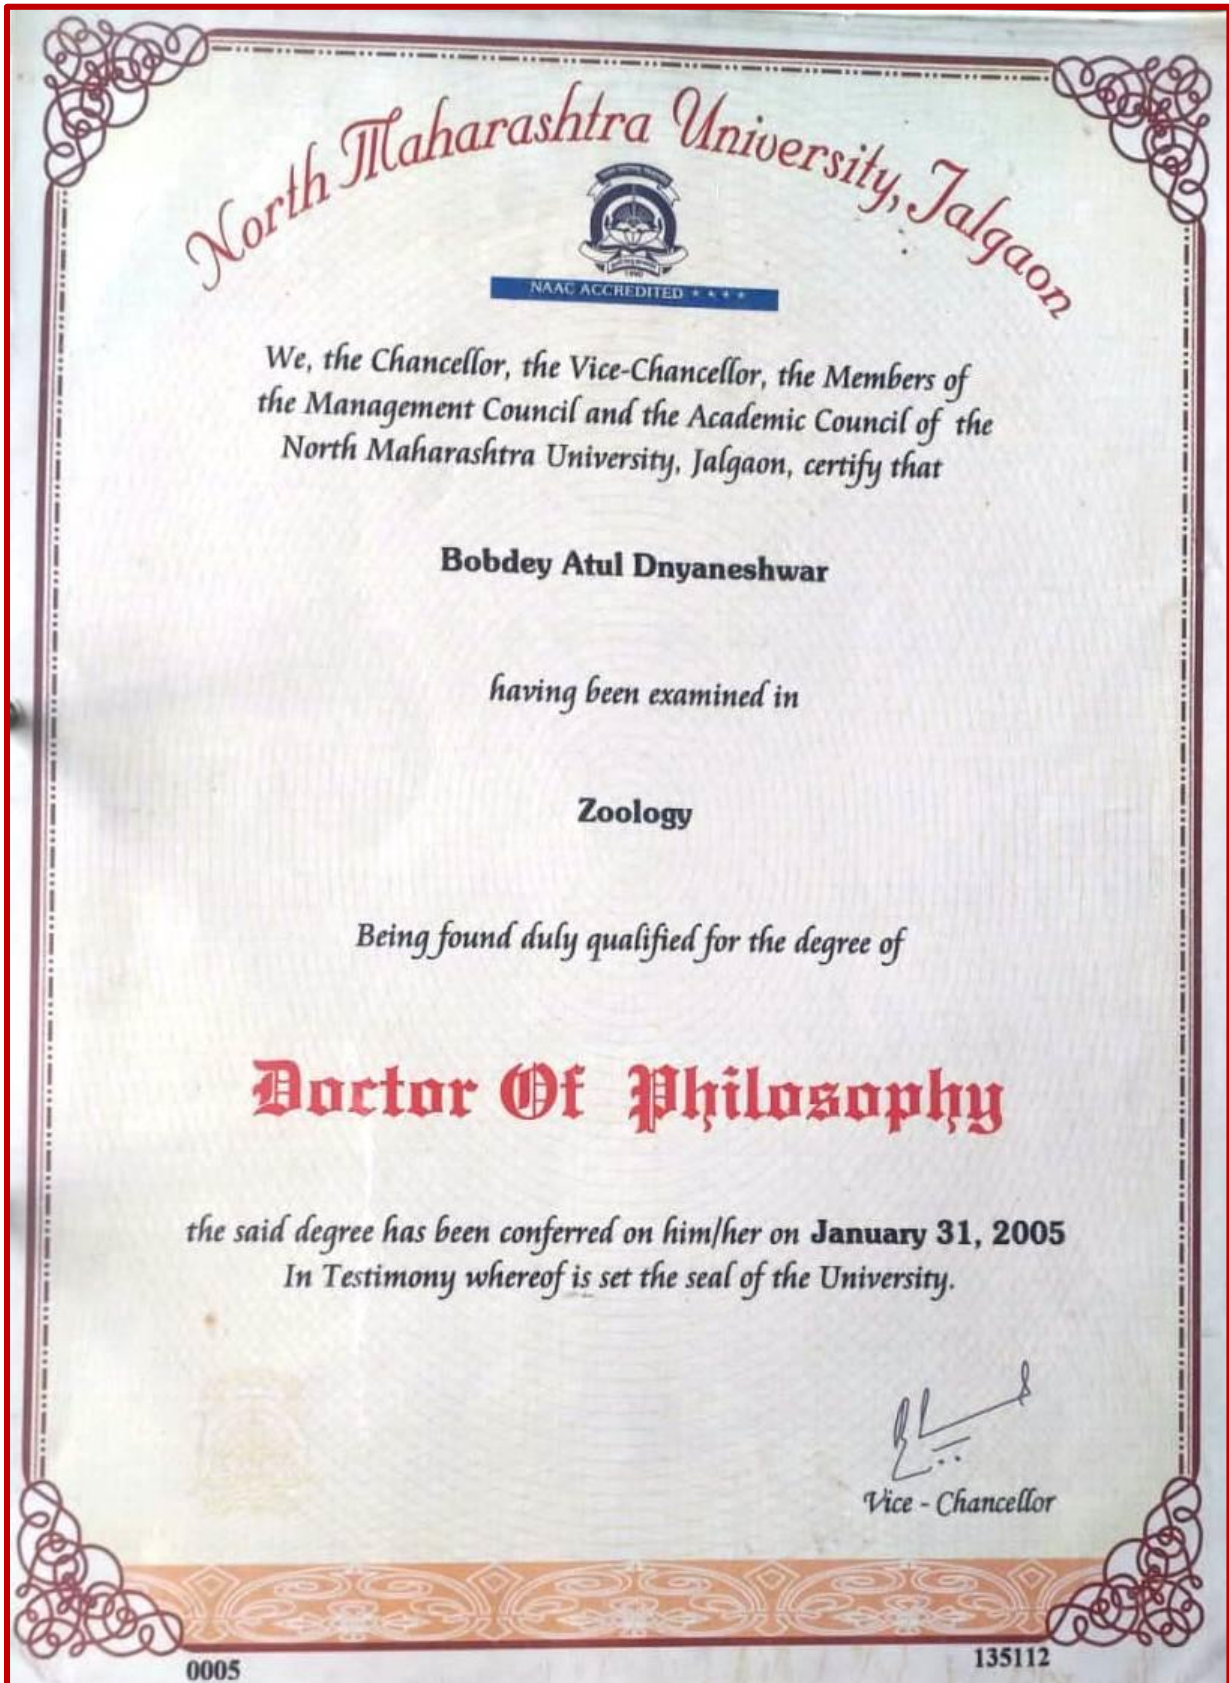 North Maharashtra University, Jalgaon
1990
NAAC ACCREDITED ★ ★ ★ ★
We, the Chancellor, the Vice-Chancellor, the Members of
the Management Council and the Academic Council of the
North Maharashtra University, Jalgaon, certify that
Bobdey Atul Dnyaneshwar
having been examined in
Zoology
Being found duly qualified for the degree of
Doctor Of Philosophy
the said degree has been conferred on him/her on January 31, 2005
In Testimony whereof is set the seal of the University.
Vice - Chancellor
0005
135112